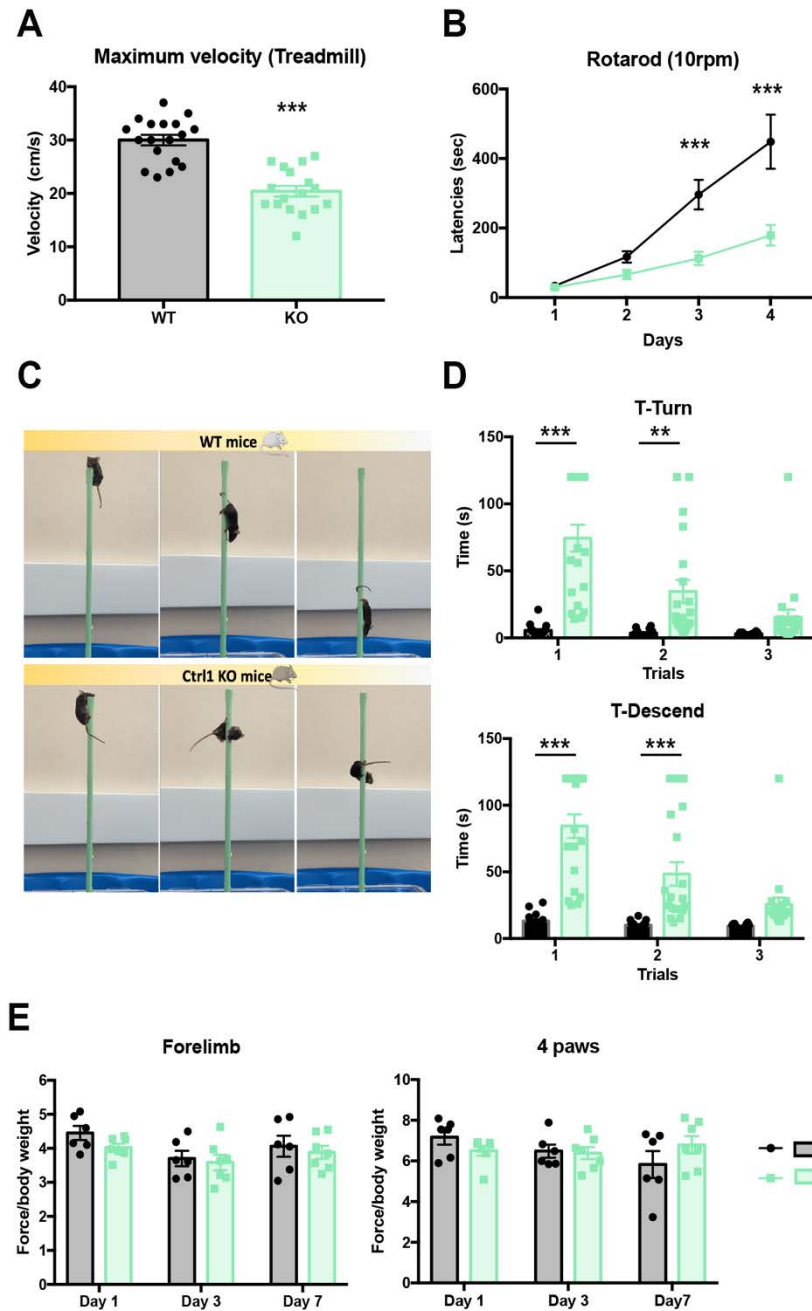 A
Maximum velocity (Treadmill)
Velocity (cm/s)
40
30
20
10
0
***
WT
KO
B
Rotarod (10rpm)
Latencies (sec)
600
400
200
0
***
***
1
2
3
4
Days
C
WT mice
Ctrl1 KO mice
D
T-Turn
Time (s)
150
100
50
0
***
**
1
2
3
Trials
T-Descend
Time (s)
150
100
50
0
***
***
1
2
3
Trials
E
Forelimb
Force/body weight
6
5
4
3
2
1
0
Day 1
Day 3
Day 7
4 paws
Force/body weight
10
8
6
4
2
0
Day 1
Day 3
Day7